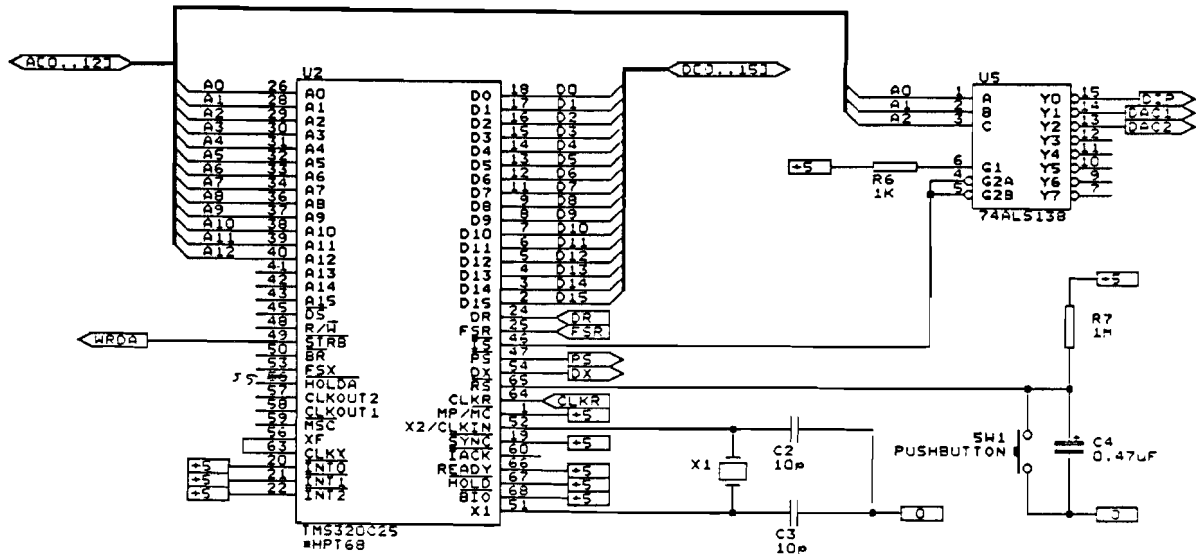 A[0..12]
U2
A0 26 A0
A1 28 A1
A2 29 A2
A3 30 A3
A4 31 A4
A5 32 A5
A6 33 A6
A7 34 A7
A8 36 A8
A9 37 A9
A10 38 A10
A11 39 A11
A12 40 A12
41 A13
42 A14
43 A15
45 DS
48 R/W
WRDA 49 STRB
50 BR
53 FSX
55 HOLDA
57 CLKOUT2
58 CLKOUT1
59 MSC
56 XF
63 CLKX
+5 20 INT0
+5 21 INT1
+5 22 INT2
D0 18 D0
D1 17 D1
D2 16 D2
D3 15 D3
D4 14 D4
D5 13 D5
D6 12 D6
D7 11 D7
D8 9 D8
D9 8 D9
D10 7 D10
D11 6 D11
D12 5 D12
D13 4 D13
D14 3 D14
D15 2 D15
DR 24 DR
FSR 25 FSR
IS 46
PS 47 PS
DX 54 DX
RS 65
CLKR 64 CLKR
MP/MC 1 +5
X2/CLKIN 52
SYNC 19 +5
IACK 60
READY 66 +5
HOLD 67 +5
BIO 68 +5
X1 51
TMS320C25
#HPT68
D[0..15]
U5
A0 1 A
A1 2 B
A2 3 C
+5
R6
1K
6 G1
4 G2A
5 G2B
Y0 15 DIP
Y1 14 DAC1
Y2 13 DAC2
Y3 12
Y4 11
Y5 10
Y6 9
Y7 7
74ALS138
+5
R7
1M
SW1
PUSHBUTTON
C4
0.47uF
0
X1
C2
10p
C3
10p
0